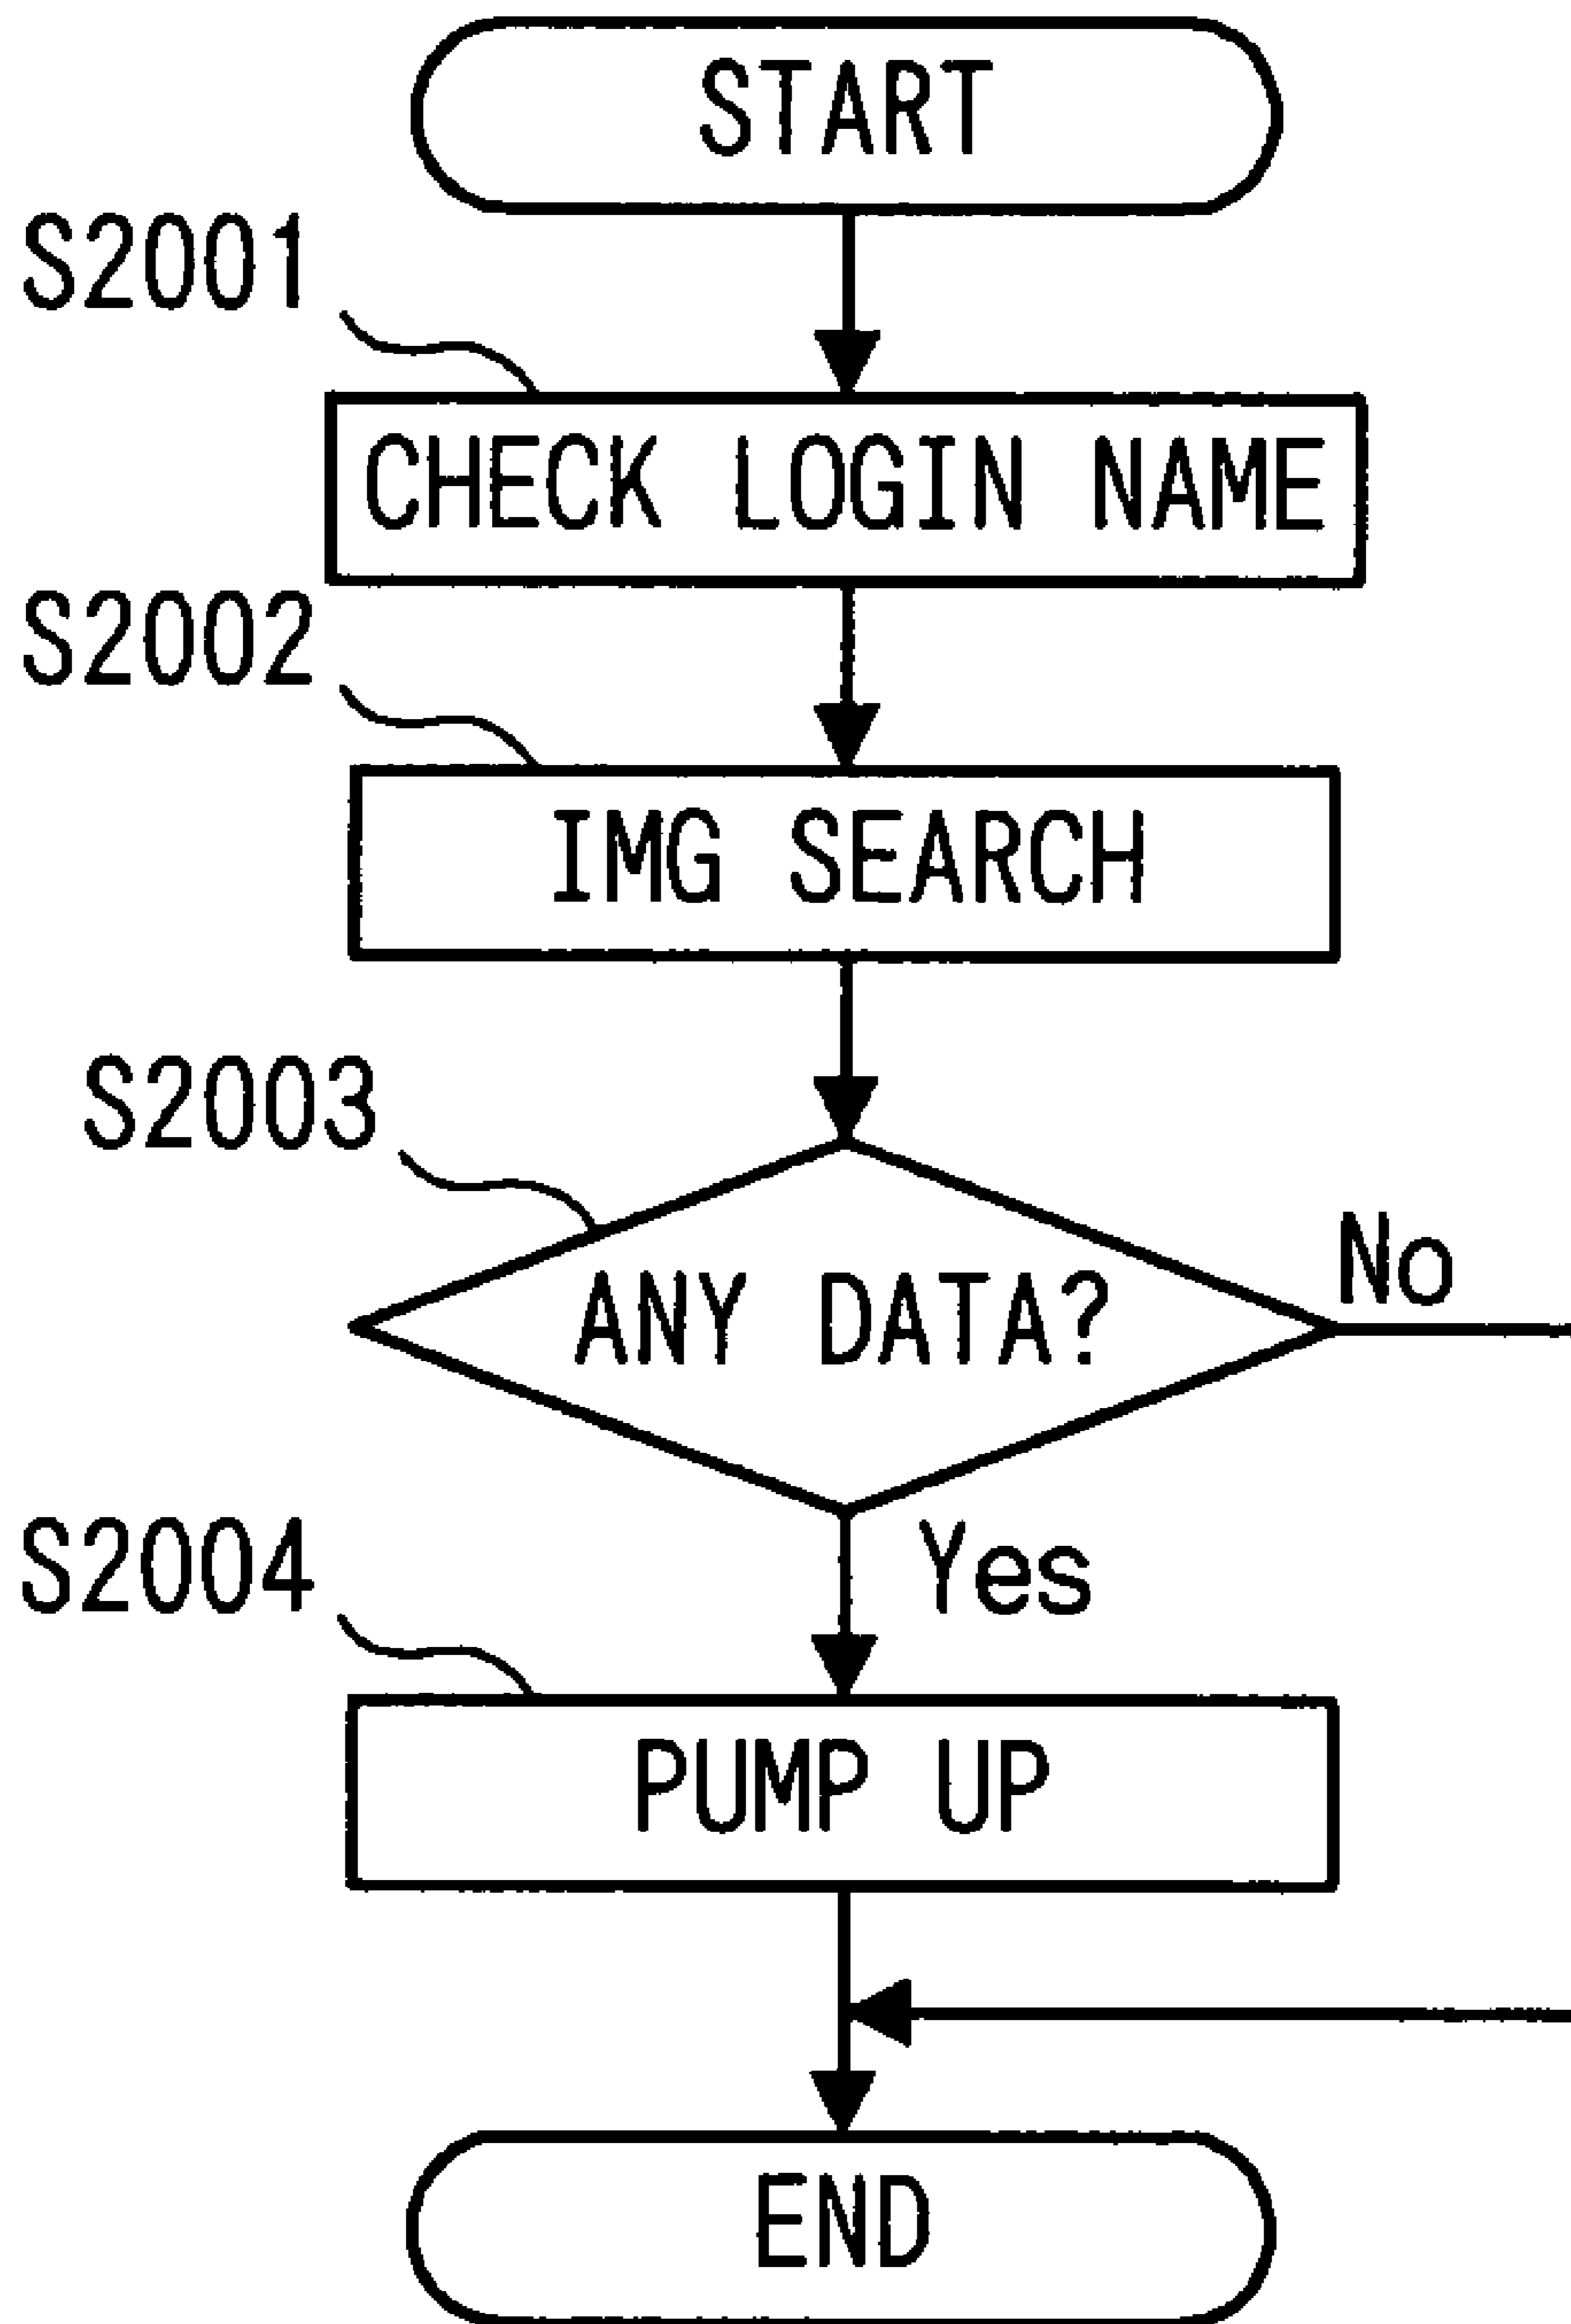 START
S2001
CHECK LOGIN NAME
S2002
IMG SEARCH
S2003
ANY DATA?
No
Yes
S2004
PUMP UP
END